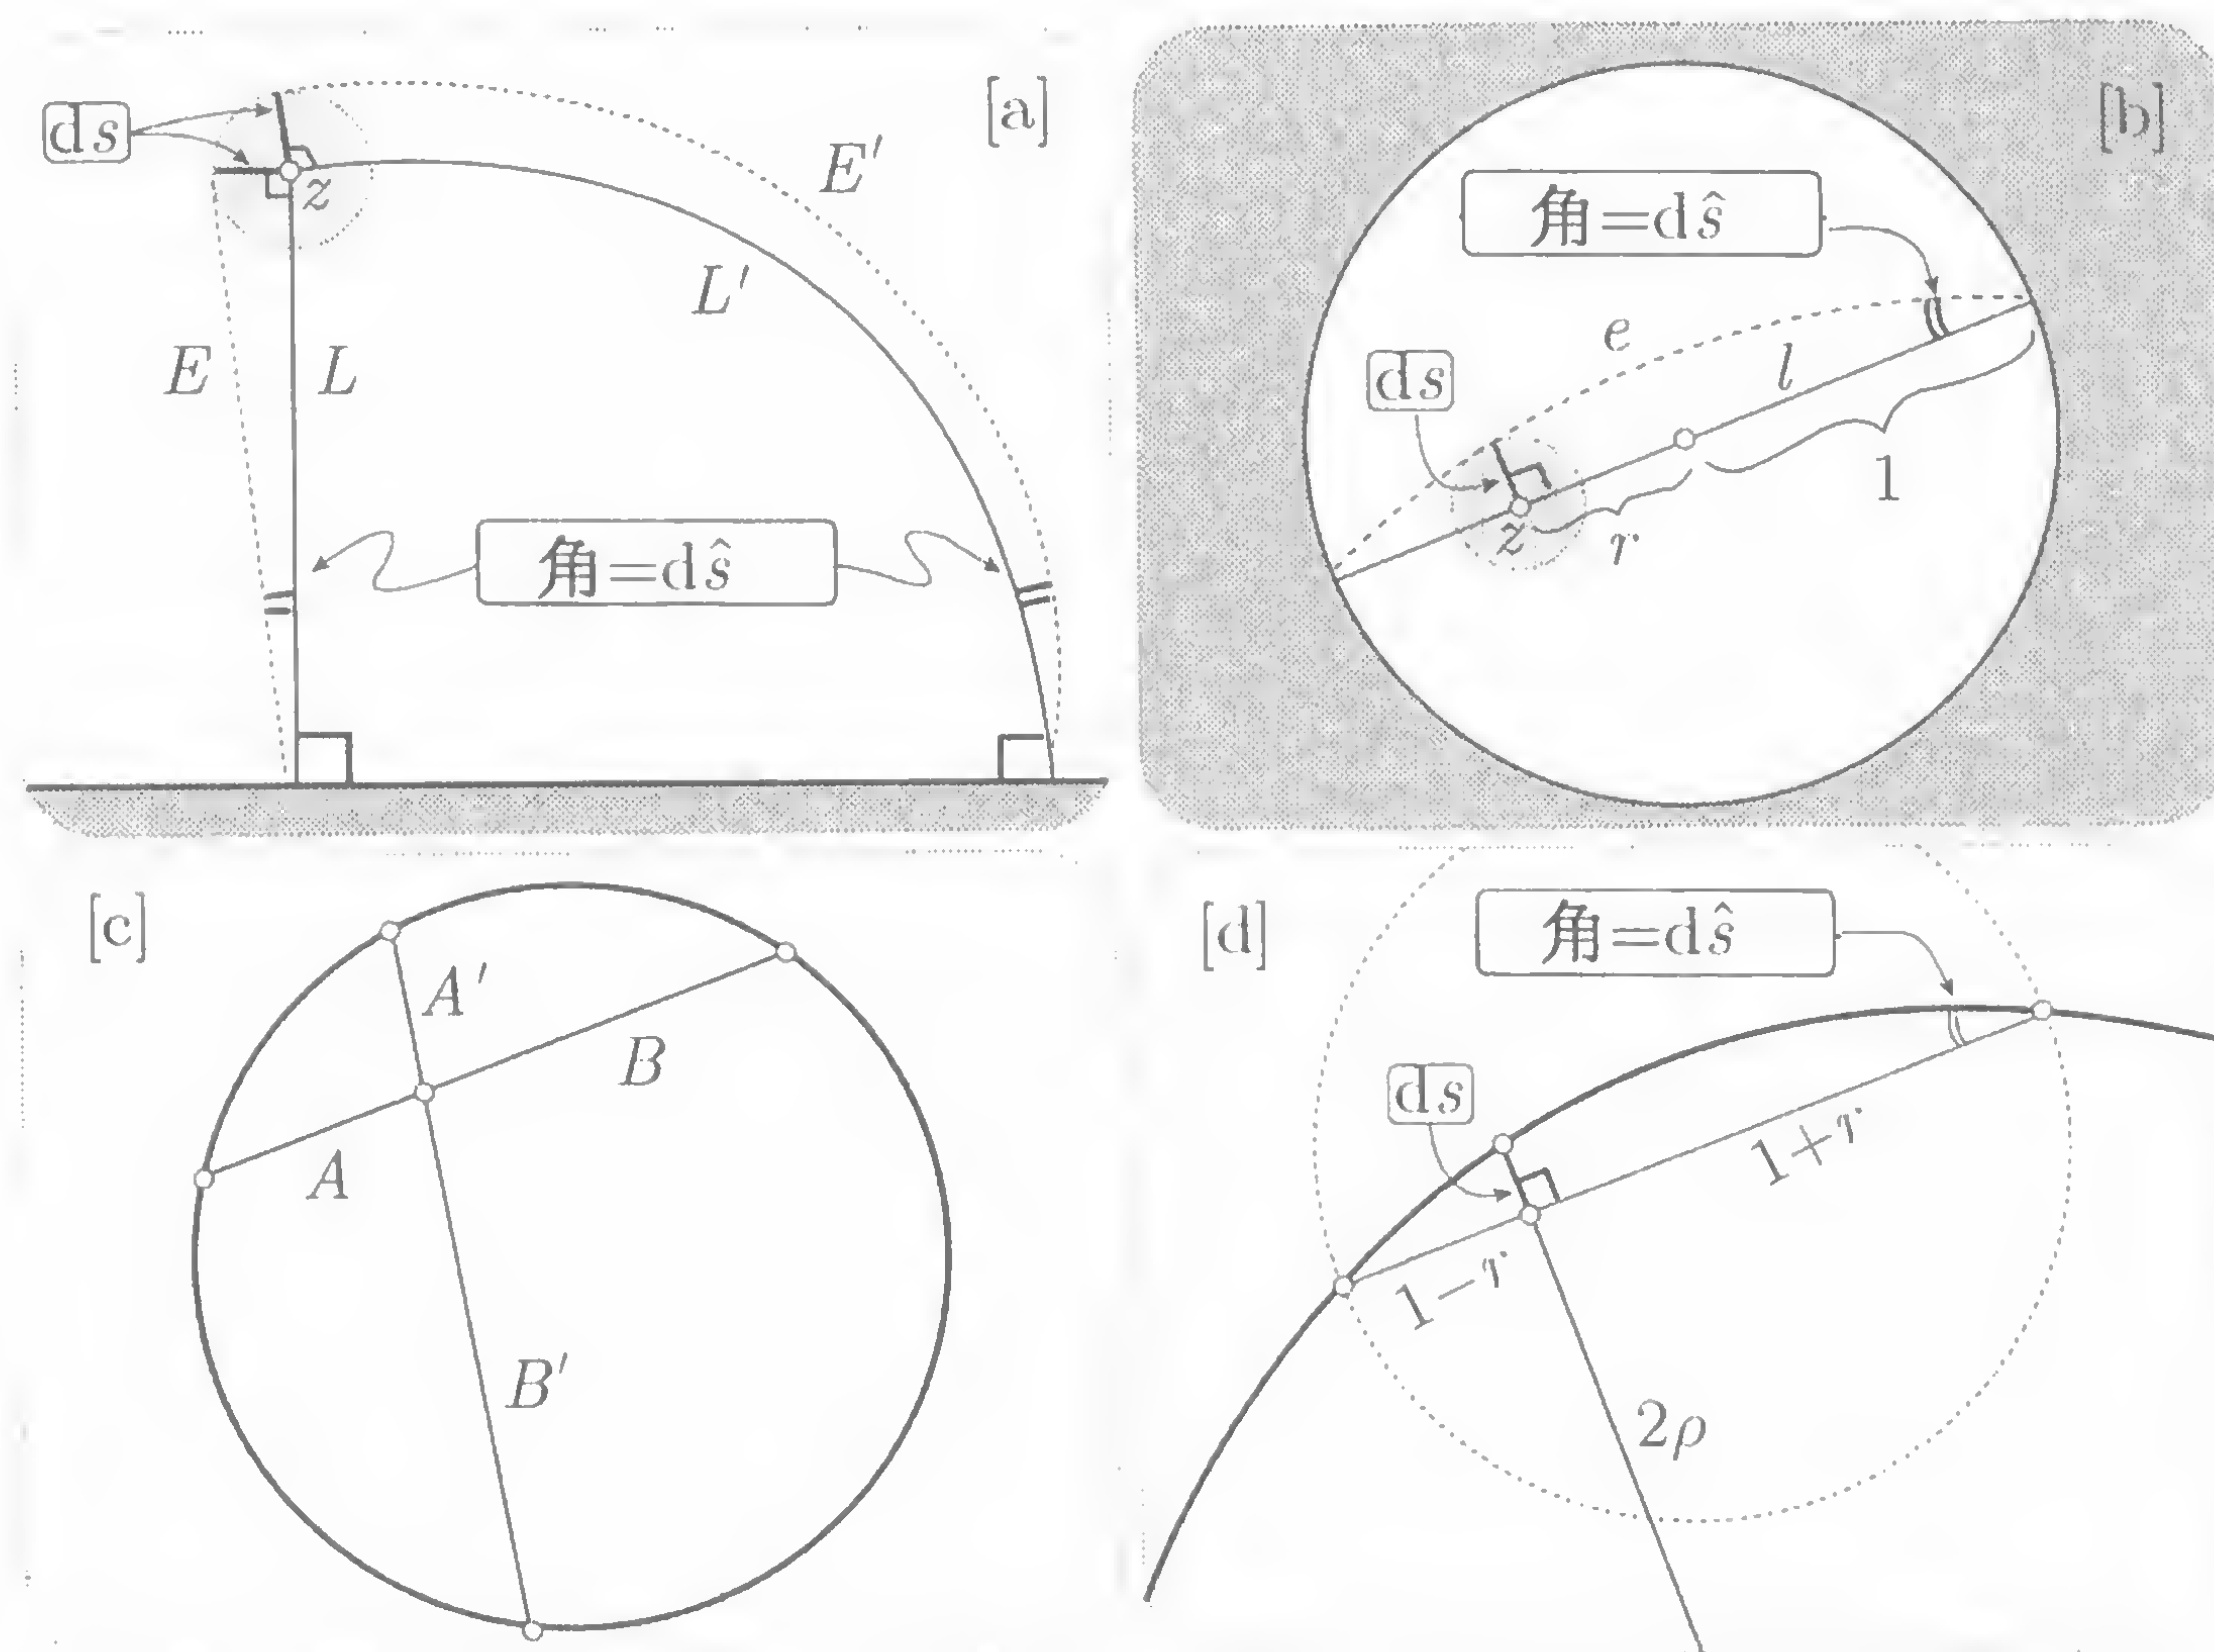 [a]
ds
z
E′
L′
E
L
角=dŝ
[b]
角=dŝ
e
ds
l
1
z
r
[c]
A′
B
A
B′
[d]
角=dŝ
ds
1+r
1−r
2ρ